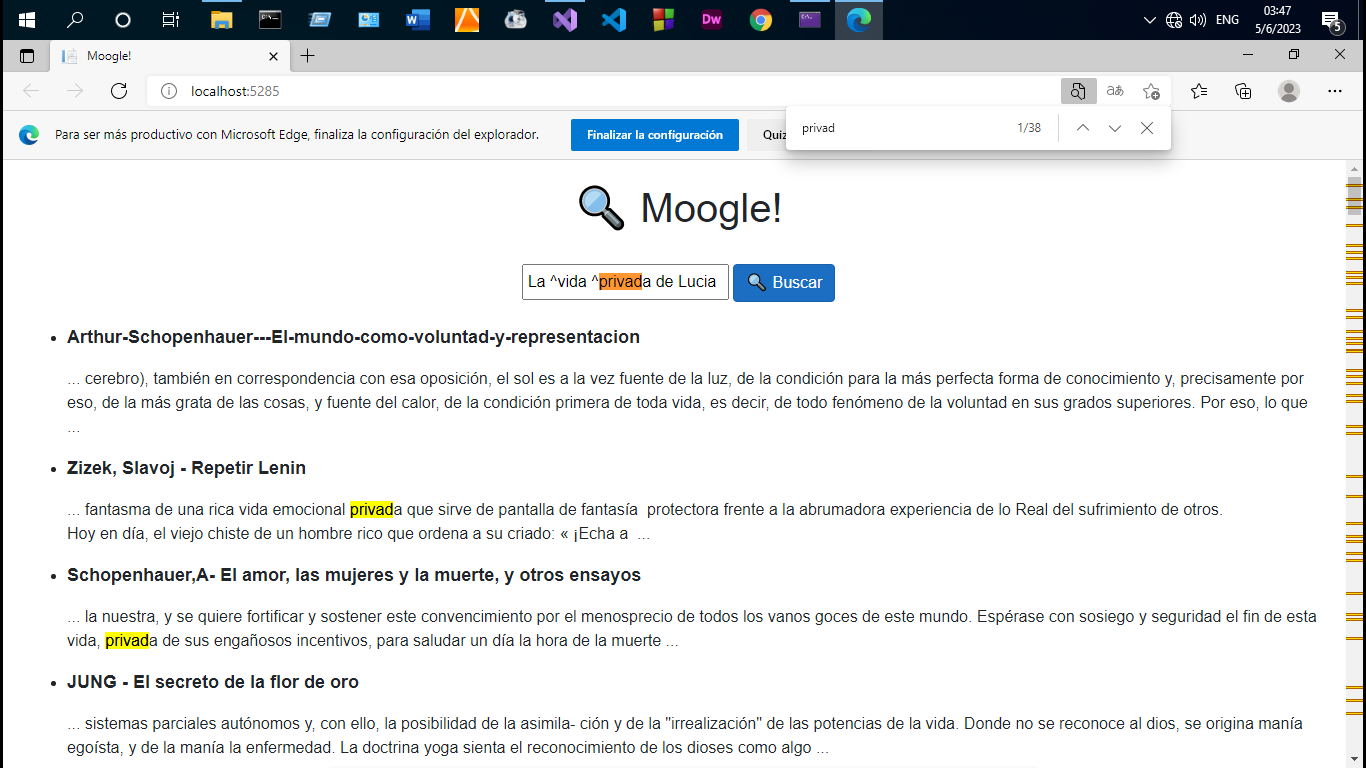 03:47
ENG
5/6/2023
5
Dw
Moogle!
localhost:5285
aあ
Para ser más productivo con Microsoft Edge, finaliza la configuración del explorador.
Finalizar la configuración
Quiz
privad
1/38
Moogle!
La ^vida ^privada de Lucia
Buscar
• Arthur-Schopenhauer---El-mundo-como-voluntad-y-representacion
... cerebro), también en correspondencia con esa oposición, el sol es a la vez fuente de la luz, de la condición para la más perfecta forma de conocimiento y, precisamente por
eso, de la más grata de las cosas, y fuente del calor, de la condición primera de toda vida, es decir, de todo fenómeno de la voluntad en sus grados superiores. Por eso, lo que
...
• Zizek, Slavoj - Repetir Lenin
... fantasma de una rica vida emocional privada que sirve de pantalla de fantasía  protectora frente a la abrumadora experiencia de lo Real del sufrimiento de otros.
Hoy en día, el viejo chiste de un hombre rico que ordena a su criado: « ¡Echa a  ...
• Schopenhauer,A- El amor, las mujeres y la muerte, y otros ensayos
... la nuestra, y se quiere fortificar y sostener este convencimiento por el menosprecio de todos los vanos goces de este mundo. Espérase con sosiego y seguridad el fin de esta
vida, privada de sus engañosos incentivos, para saludar un día la hora de la muerte ...
• JUNG - El secreto de la flor de oro
... sistemas parciales autónomos y, con ello, la posibilidad de la asimila- ción y de la "irrealización" de las potencias de la vida. Donde no se reconoce al dios, se origina manía
egoísta, y de la manía la enfermedad. La doctrina yoga sienta el reconocimiento de los dioses como algo ...